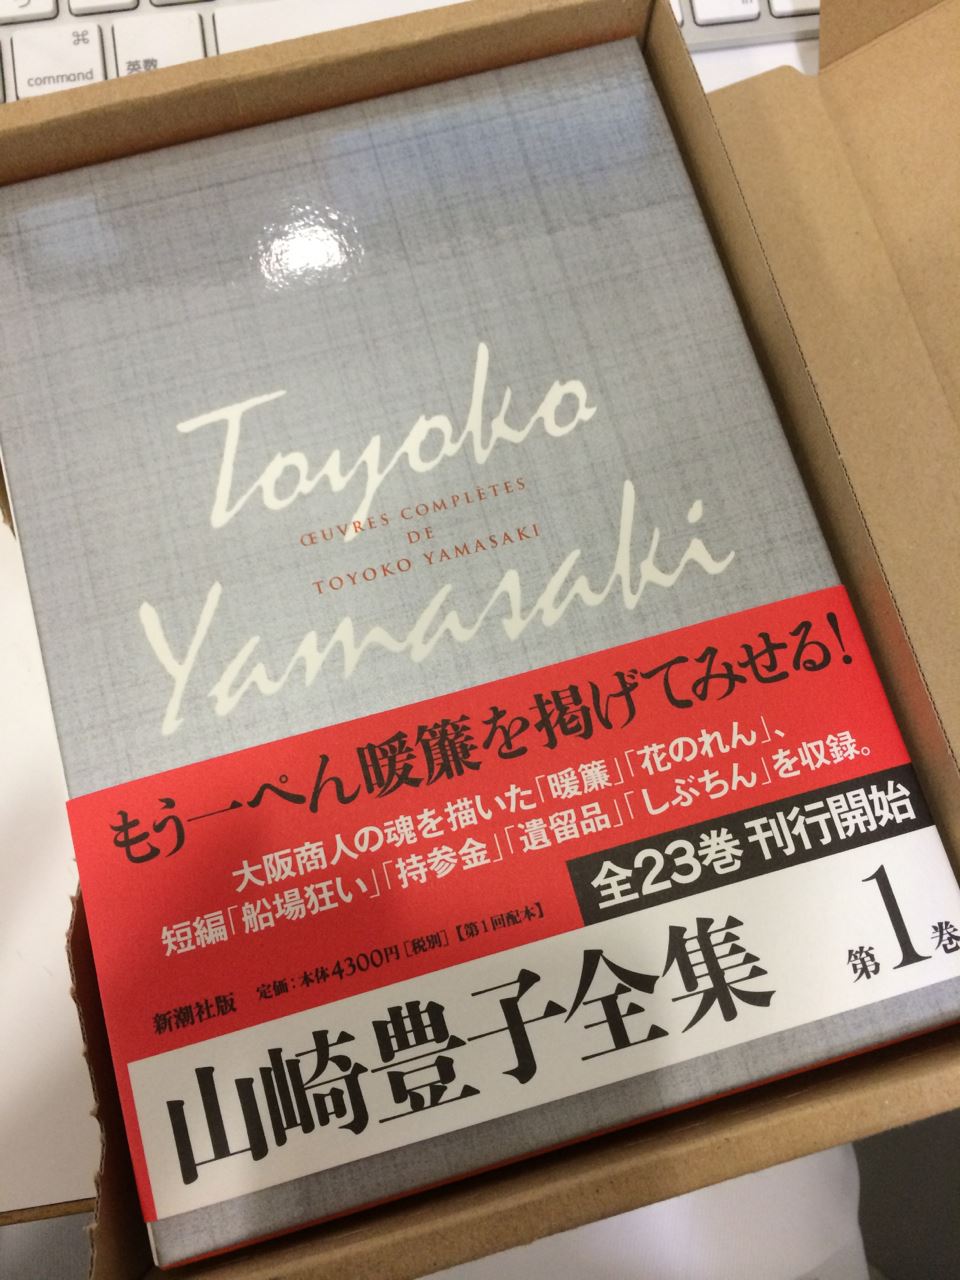 ⌘
command
英数
Toyoko
ŒUVRES COMPLÈTES
DE
TOYOKO YAMASAKI
Yamasaki
もう一ぺん暖簾を掲げてみせる!
大阪商人の魂を描いた「暖簾」「花のれん」、
短編「船場狂い」「持参金」「遺留品」「しぶちん」を収録。
全23巻 刊行開始
新潮社版 定価:本体4300円[税別]【第1回配本】
山崎豊子全集 第1巻